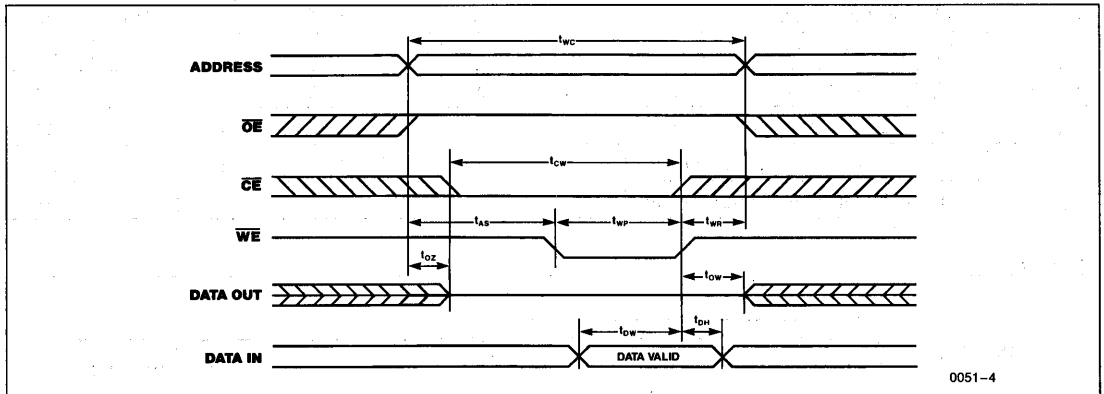 tWC
ADDRESS
OE
tCW
CE
tAS
tWP
tWR
WE
tOZ
tOW
DATA OUT
tDW
tDH
DATA IN
DATA VALID
0051-4